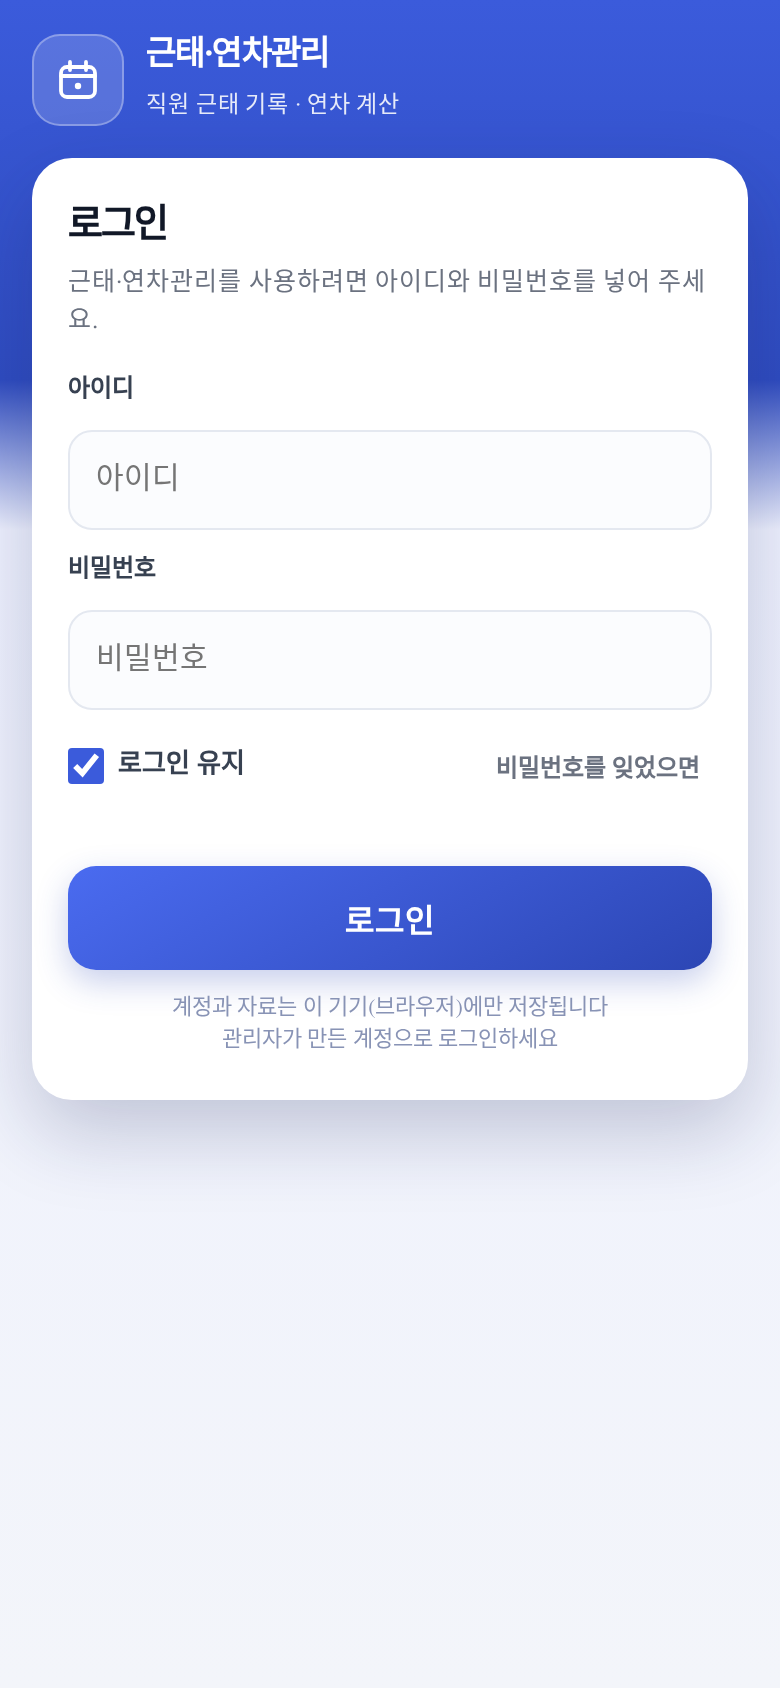 근태·연차관리
직원 근태 기록 · 연차 계산
로그인
근태·연차관리를 사용하려면 아이디와 비밀번호를 넣어 주세
요.
아이디
아이디
비밀번호
비밀번호
로그인 유지
비밀번호를 잊었으면
로그인
계정과 자료는 이 기기(브라우저)에만 저장됩니다
관리자가 만든 계정으로 로그인하세요